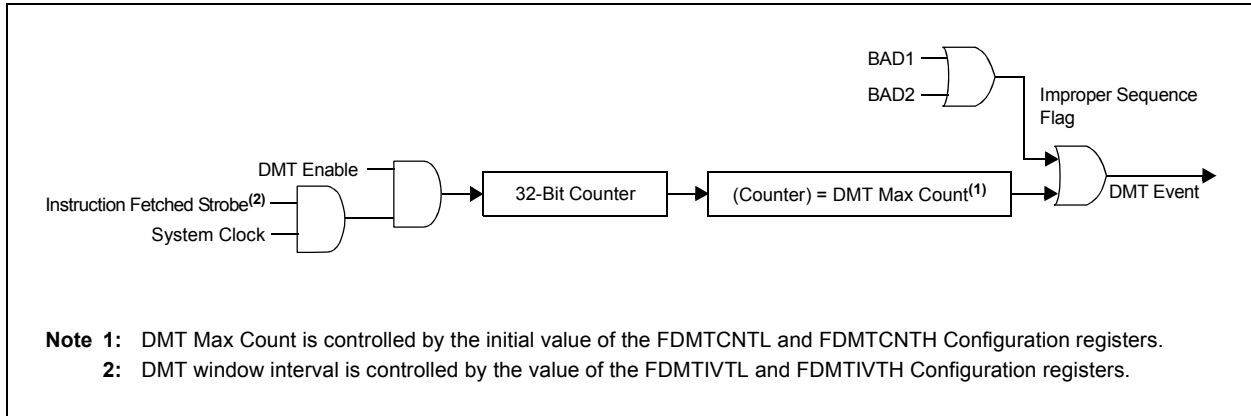 BAD1
BAD2
Improper Sequence
Flag
DMT Enable
Instruction Fetched Strobe(2)
System Clock
32-Bit Counter
(Counter) = DMT Max Count(1)
DMT Event
Note 1: DMT Max Count is controlled by the initial value of the FDMTCNTL and FDMTCNTH Configuration registers.
2: DMT window interval is controlled by the value of the FDMTIVTL and FDMTIVTH Configuration registers.